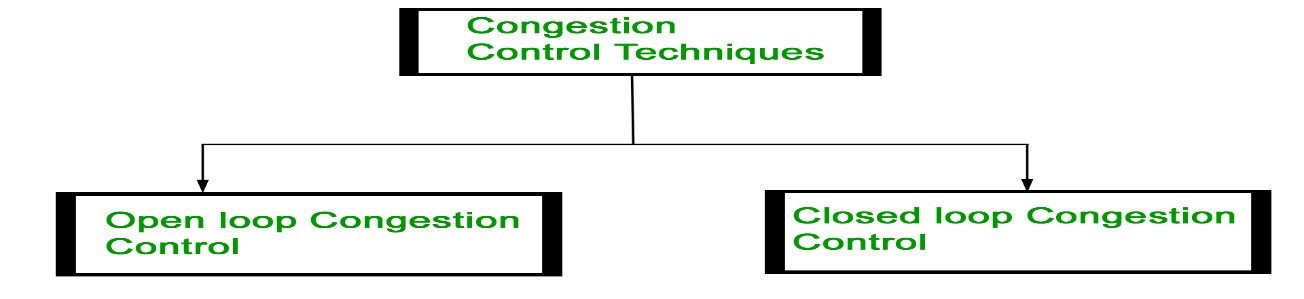 Congestion
Control Techniques
Open loop Congestion
Control
Closed loop Congestion
Control